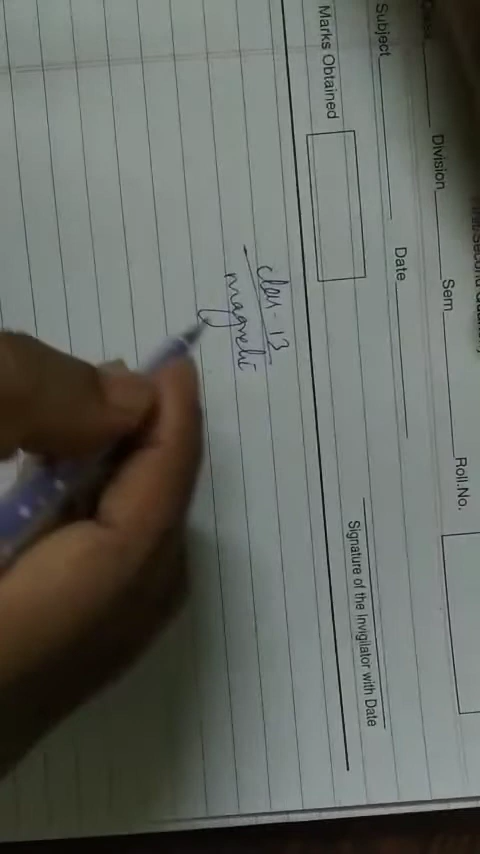 Class
Division
Sem
Roll.No.
Subject
Date
Marks Obtained
Signature of the Invigilator with Date
class - 13
magnetic